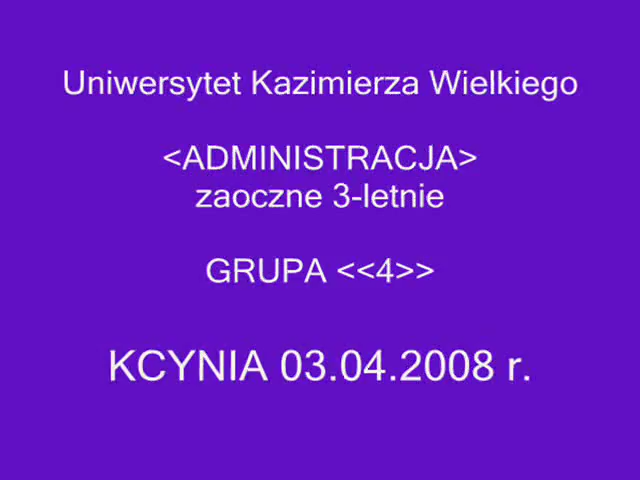 Uniwersytet Kazimierza Wielkiego
<ADMINISTRACJA>
zaoczne 3-letnie
GRUPA <<4>>
KCYNIA 03.04.2008 r.